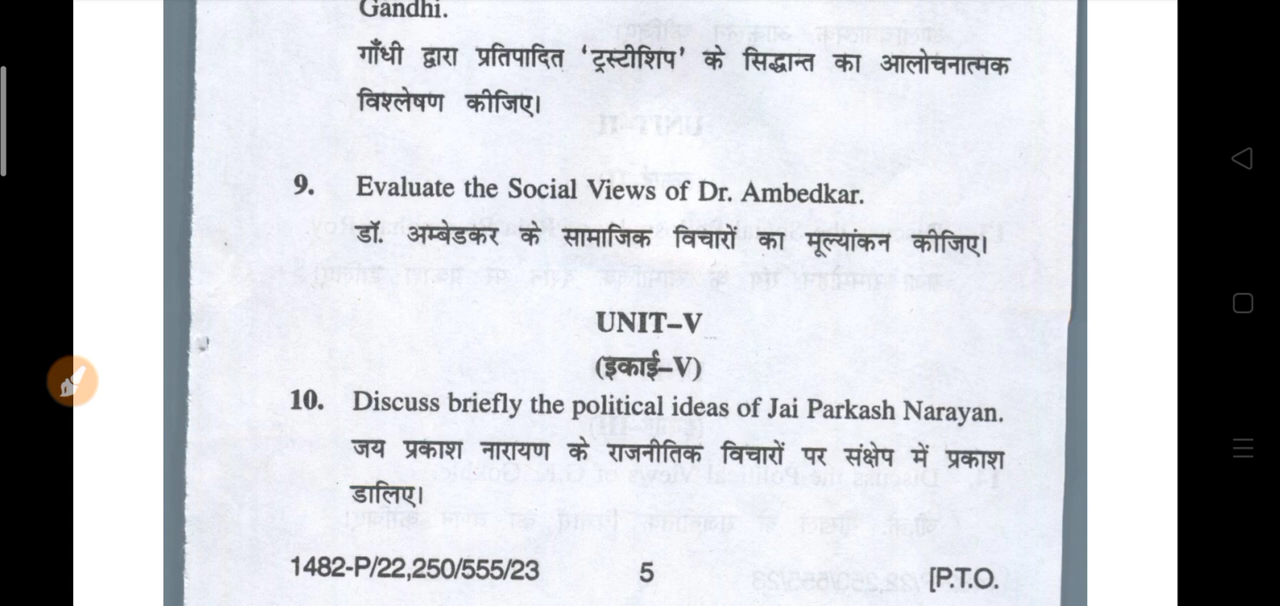 Gandhi.
गाँधी द्वारा प्रतिपादित ‘ट्रस्टीशिप’ के सिद्धान्त का आलोचनात्मक
विश्लेषण कीजिए।
9. Evaluate the Social Views of Dr. Ambedkar.
डॉ. अम्बेडकर के सामाजिक विचारों का मूल्यांकन कीजिए।
UNIT–V
(इकाई–V)
10. Discuss briefly the political ideas of Jai Parkash Narayan.
जय प्रकाश नारायण के राजनीतिक विचारों पर संक्षेप में प्रकाश
डालिए।
1482-P/22,250/555/23 5 [P.T.O.